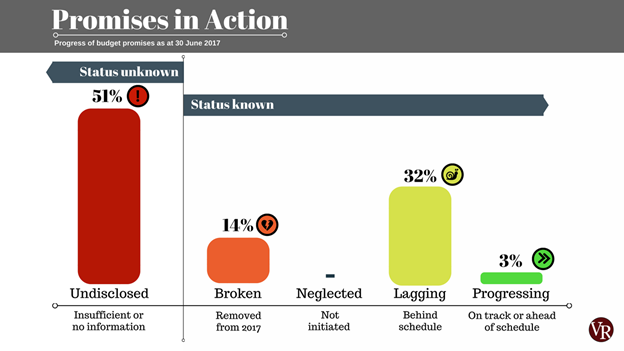 Promises in Action
Progress of budget promises as at 30 June 2017
Status unknown
Status known
51%
!
14%
-
32%
3%
Undisclosed
Broken
Neglected
Lagging
Progressing
Insufficient or
no information
Removed
from 2017
Not
initiated
Behind
schedule
On track or ahead
of schedule
VR